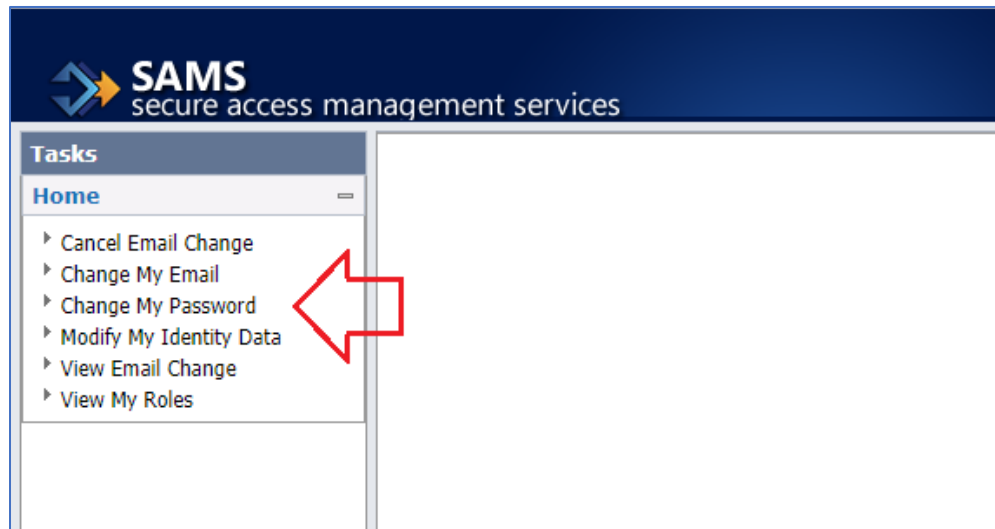 SAMS
secure access management services
Tasks
Home
Cancel Email Change
Change My Email
Change My Password
Modify My Identity Data
View Email Change
View My Roles